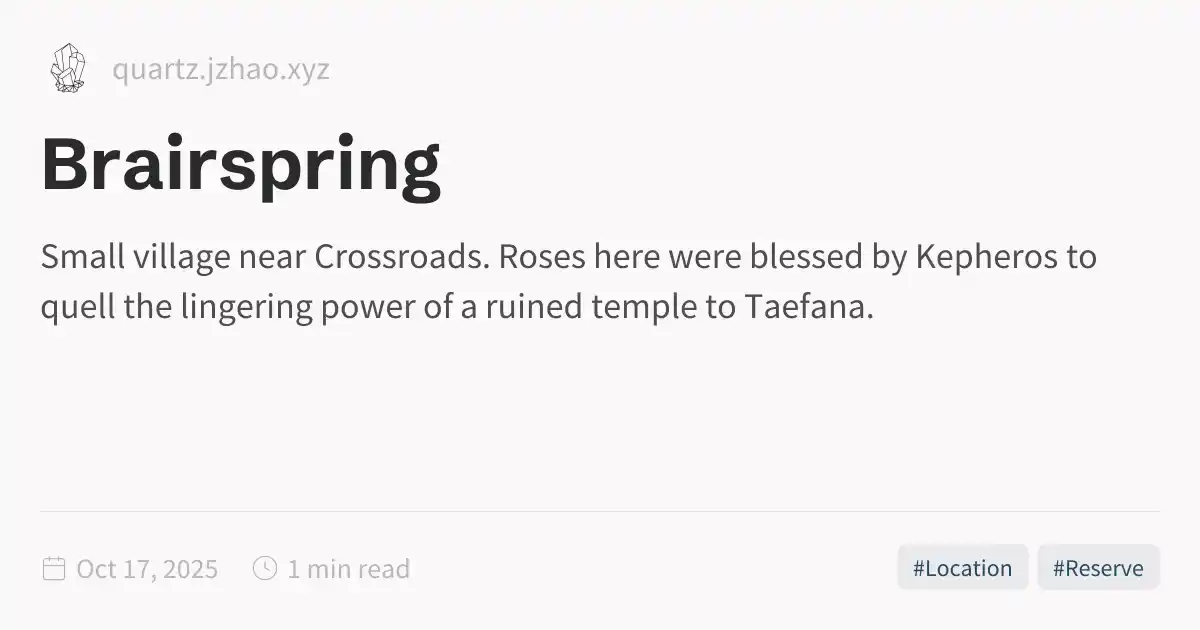 quartz.jzhao.xyz
Brairspring
Small village near Crossroads. Roses here were blessed by Kepheros to
quell the lingering power of a ruined temple to Taefana.
Oct 17, 2025 1 min read #Location #Reserve